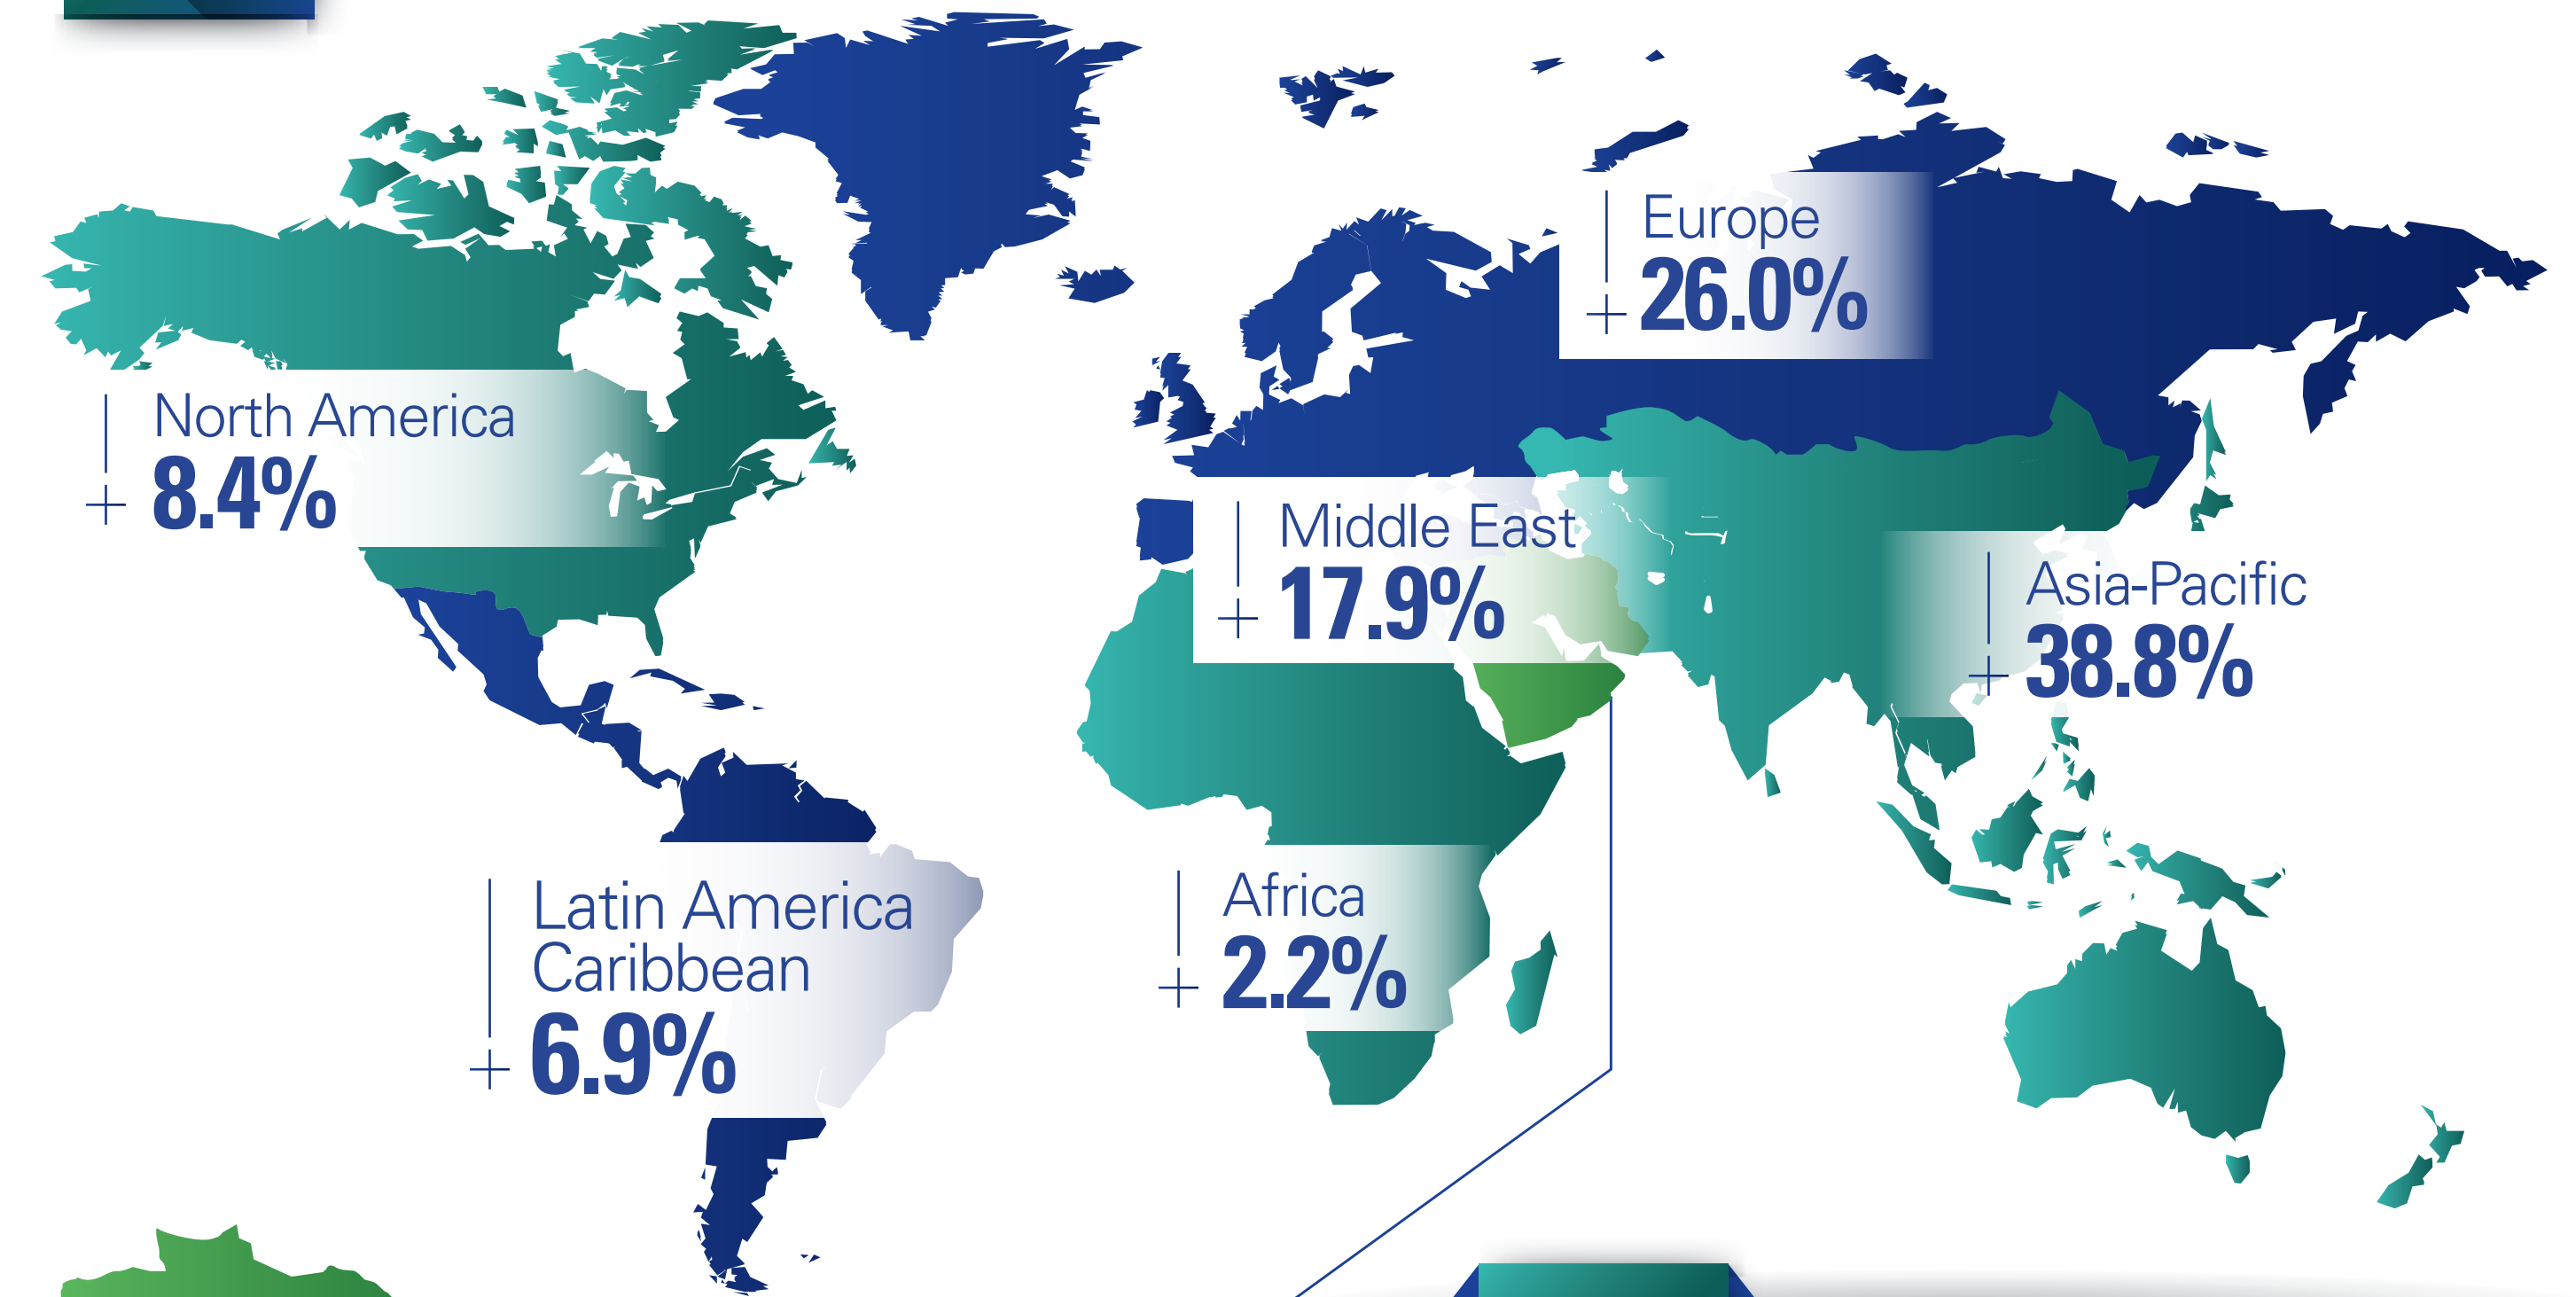 Europe
26.0%
North America
8.4%
Middle East
17.9%
Asia-Pacific
38.8%
Latin America
Caribbean
6.9%
Africa
2.2%